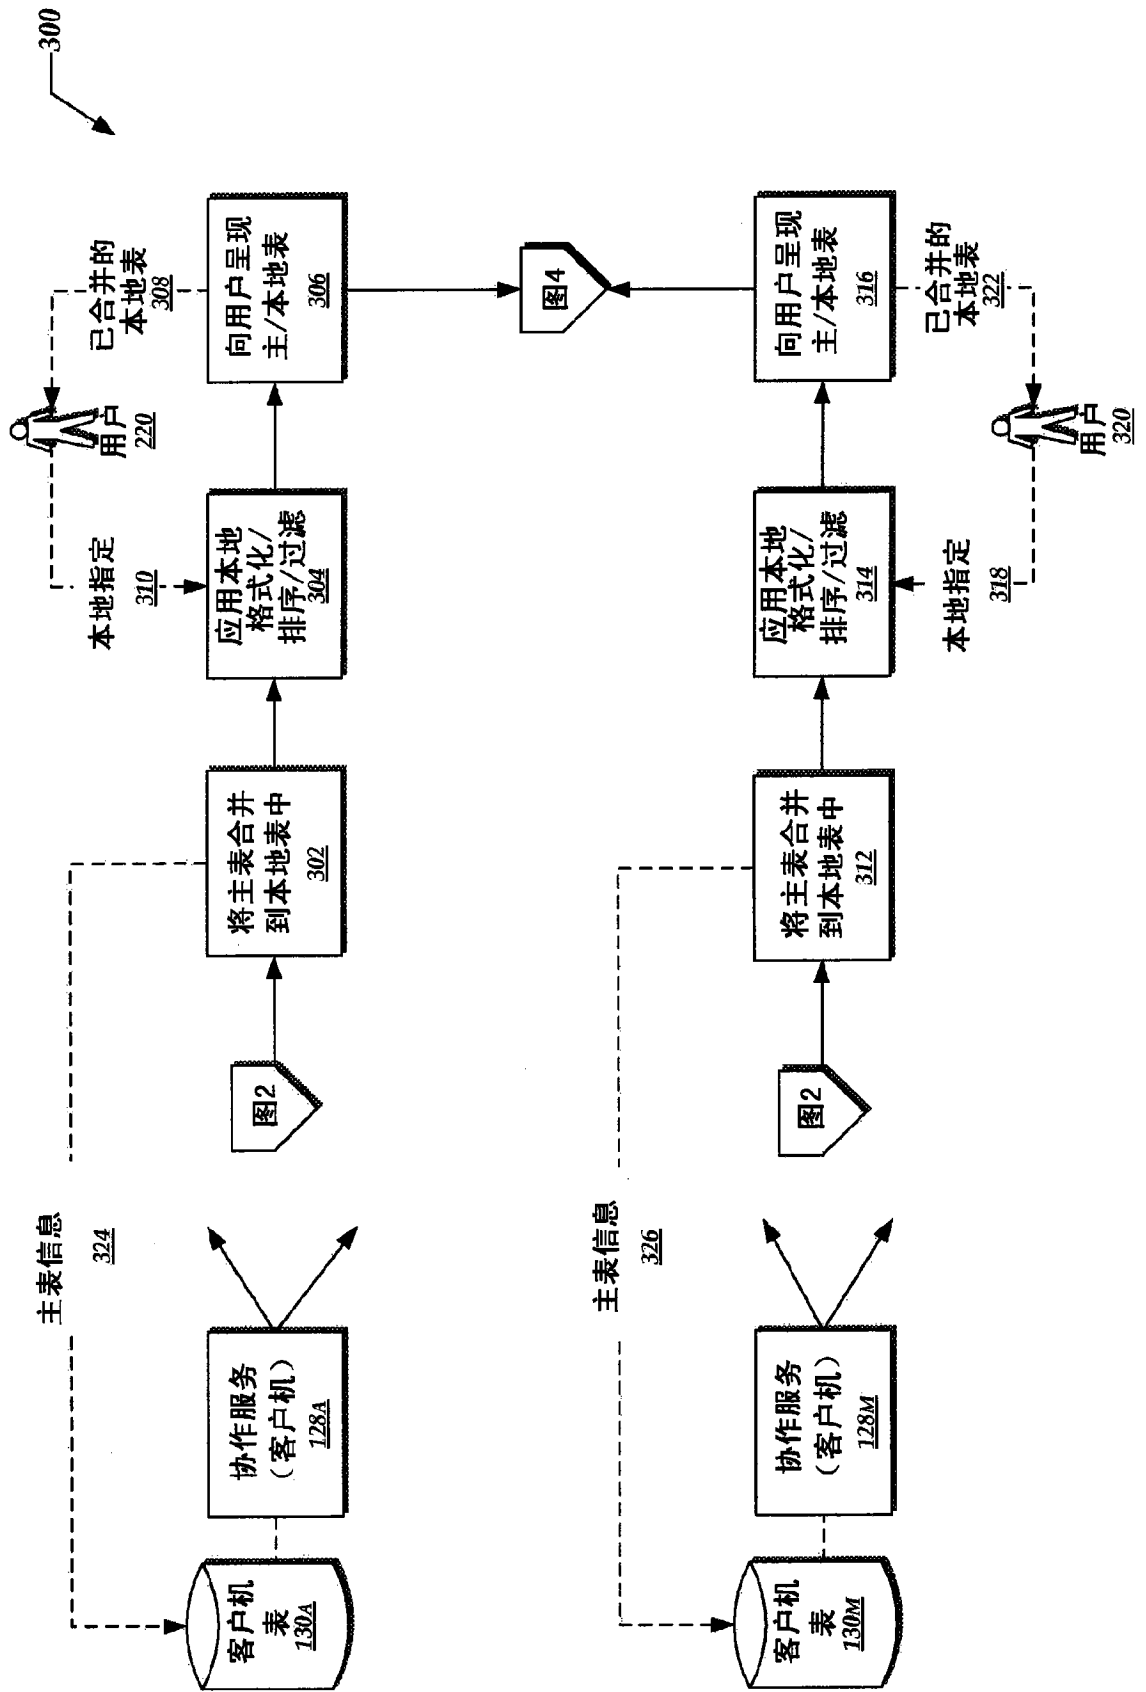 300
客户机
表
130A
协作服务
（客户机）
128A
主表信息
324
图2
将主表合并
到本地表中
302
应用本地
格式化/
排序/过滤
304
本地指定
310
用户
220
已合并的
本地表
308
向用户呈现
主/本地表
306
图4
客户机
表
130M
协作服务
（客户机）
128M
主表信息
326
图2
将主表合并
到本地表中
312
应用本地
格式化/
排序/过滤
314
本地指定
318
用户
320
已合并的
本地表
322
向用户呈现
主/本地表
316